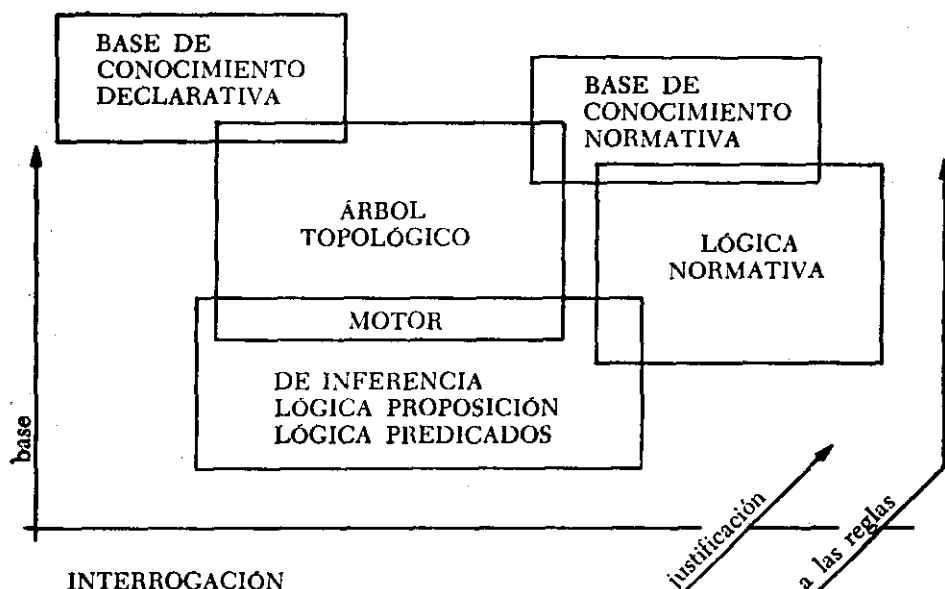 BASE DE
CONOCIMIENTO
DECLARATIVA
BASE DE
CONOCIMIENTO
NORMATIVA
ÁRBOL
TOPOLÓGICO
LÓGICA
NORMATIVA
MOTOR
DE INFERENCIA
LÓGICA PROPOSICIÓN
LÓGICA PREDICADOS
base
justificación
a las reglas
INTERROGACIÓN